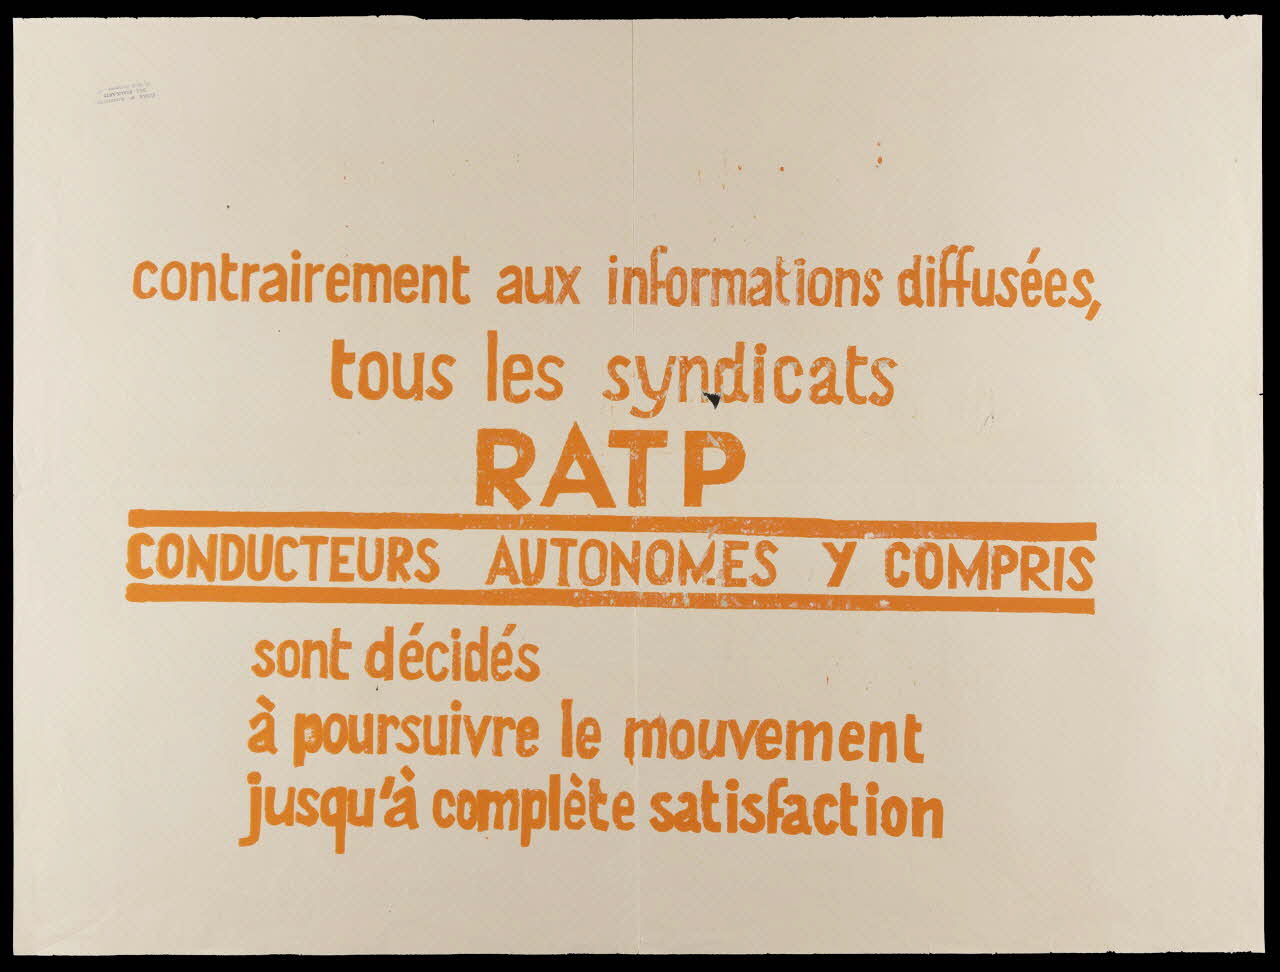 contrairement aux informations diffusées,
tous les syndicats
RATP
CONDUCTEURS AUTONOMES Y COMPRIS
sont décidés
à poursuivre le mouvement
jusqu'à complète satisfaction